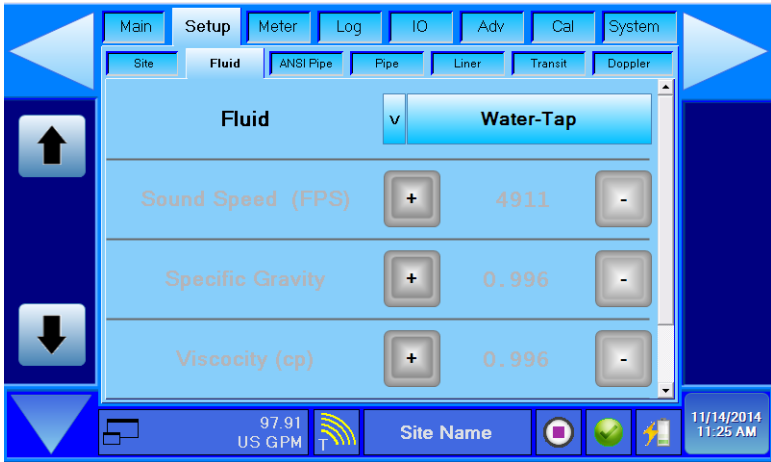 Main Setup Meter Log IO Adv Cal System
Site Fluid ANSI Pipe Pipe Liner Transit Doppler
Fluid v Water-Tap
Sound Speed (FPS) + 4911 -
Specific Gravity + 0.996 -
Viscocity (cp) + 0.996 -
97.91
US GPM T Site Name
11/14/2014
11:25 AM